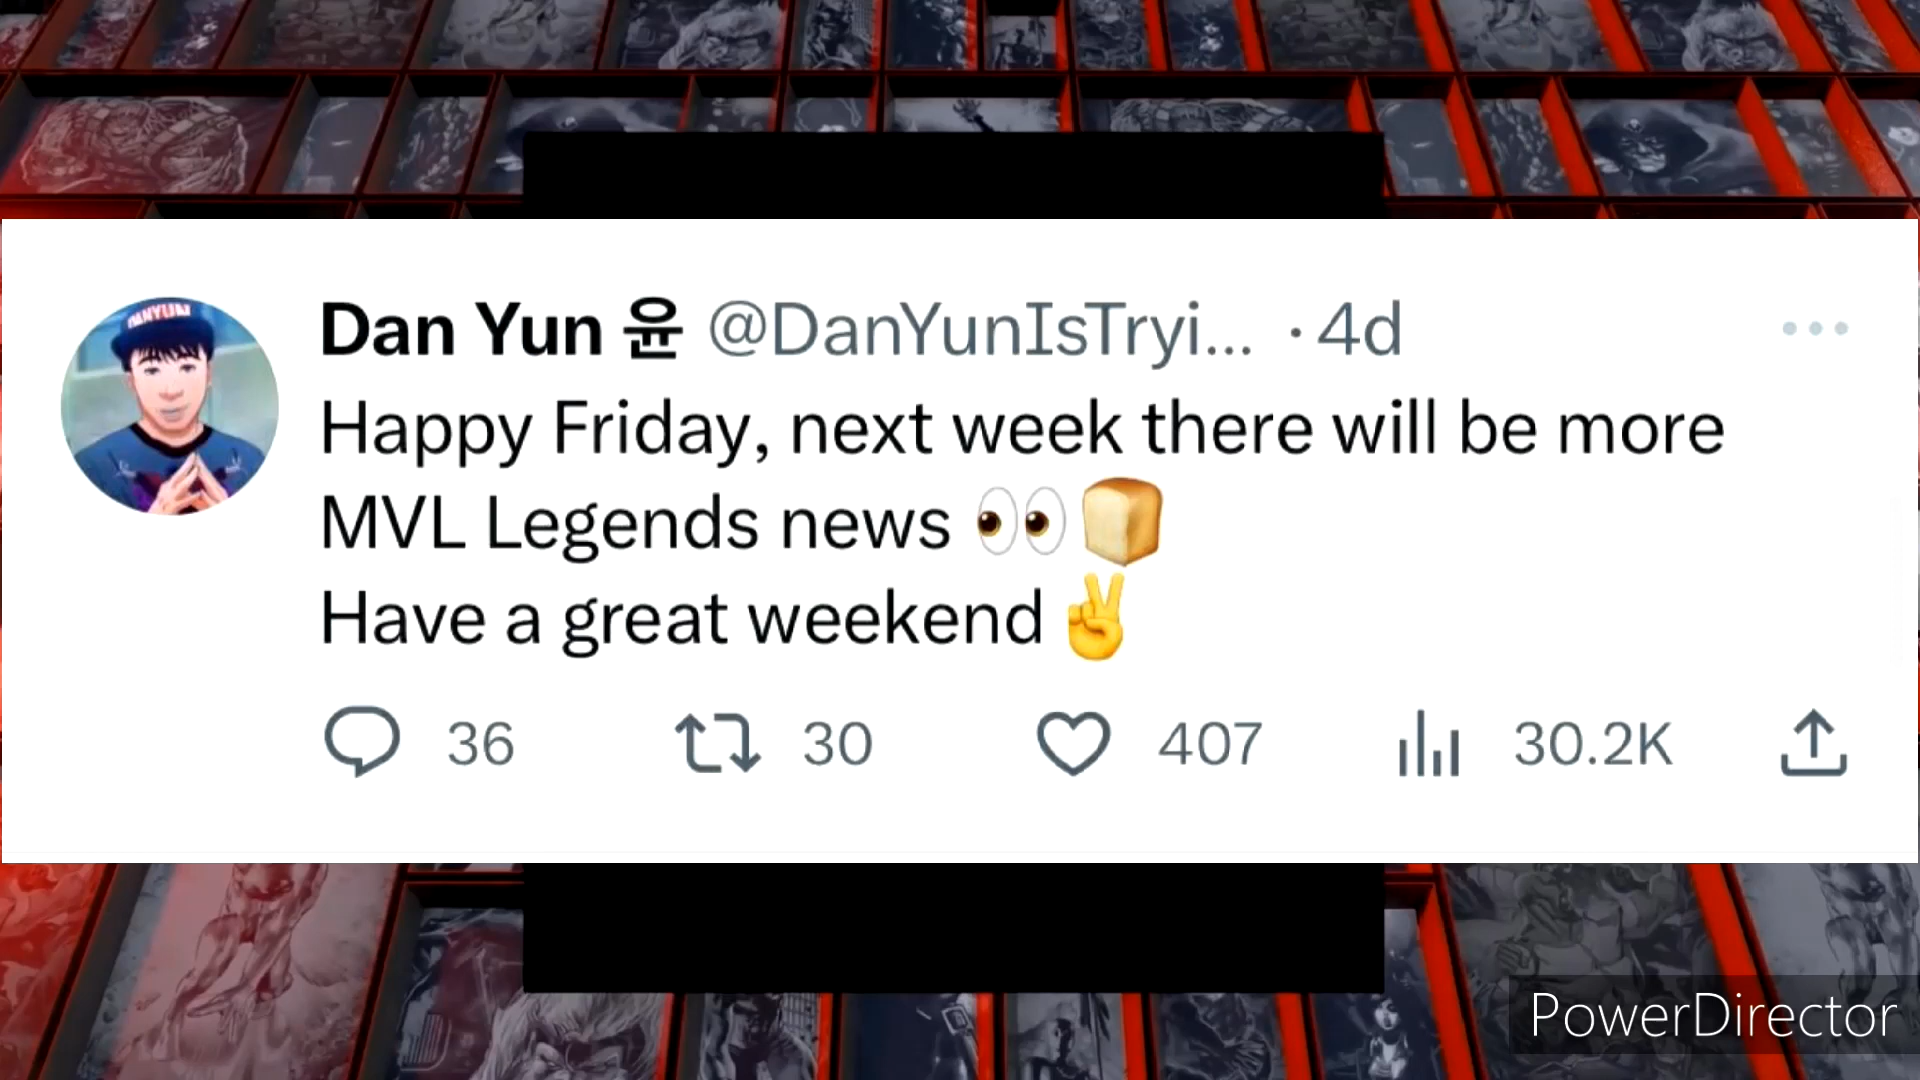 DANYUN
Dan Yun 윤 @DanYunIsTryi... · 4d
Happy Friday, next week there will be more
MVL Legends news 👀🍞
Have a great weekend ✌️
36 30 407 30.2K
PowerDirector